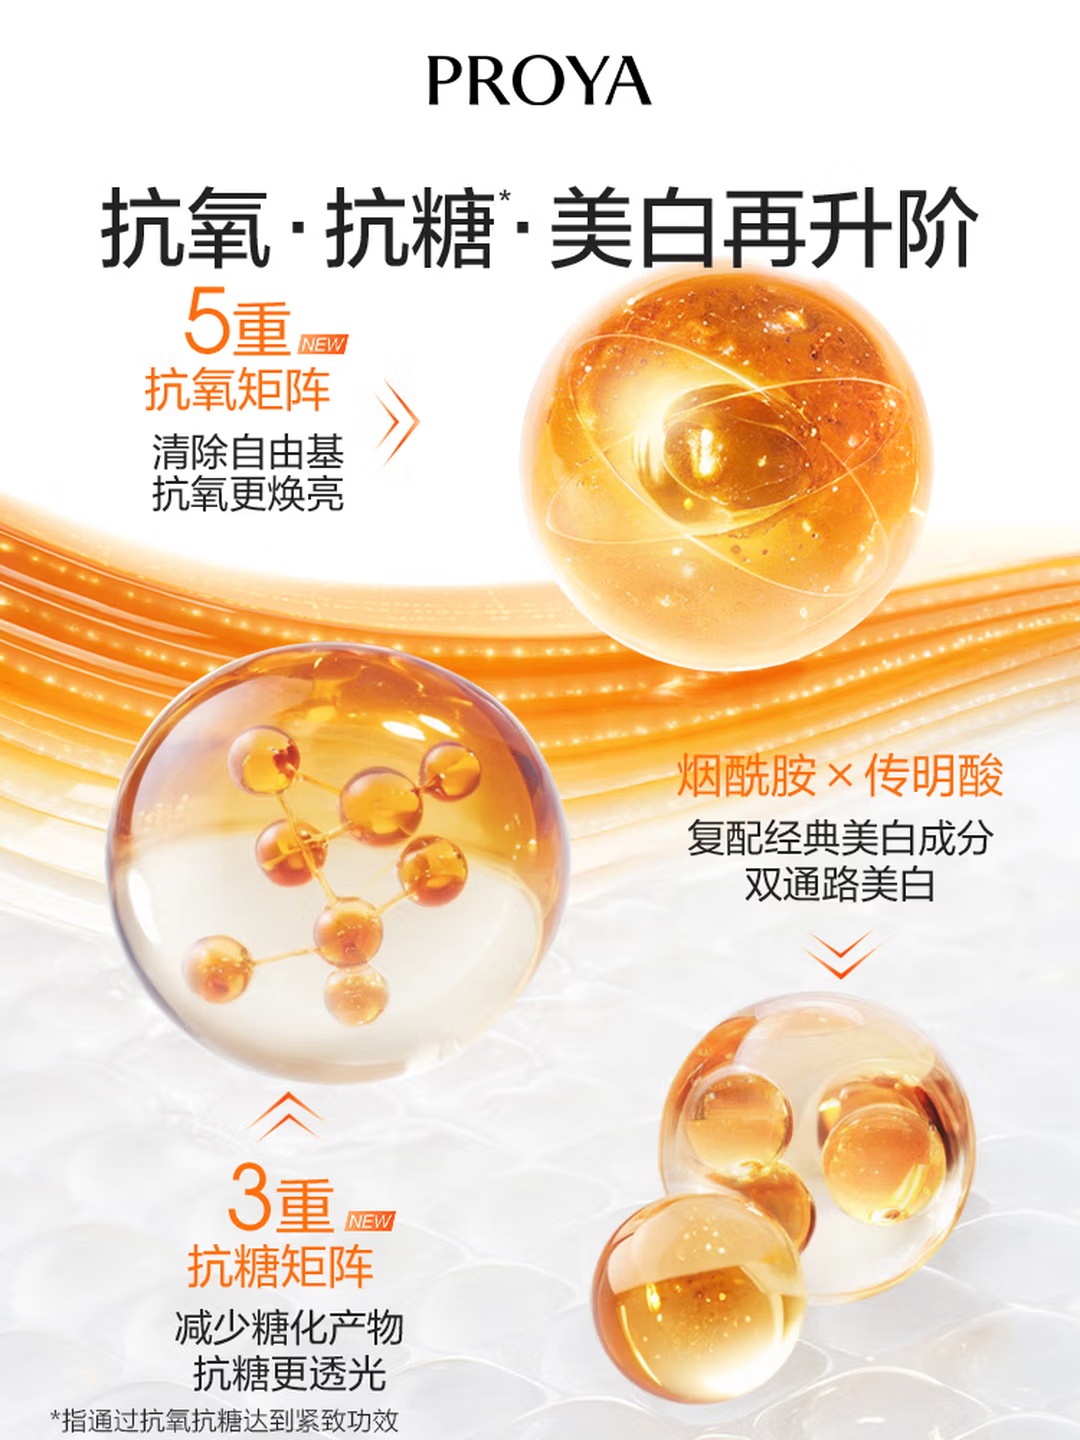 PROYA
抗氧·抗糖*·美白再升阶
5重 NEW
抗氧矩阵
清除自由基
抗氧更焕亮
烟酰胺×传明酸
复配经典美白成分
双通路美白
3重 NEW
抗糖矩阵
减少糖化产物
抗糖更透光
*指通过抗氧抗糖达到紧致功效